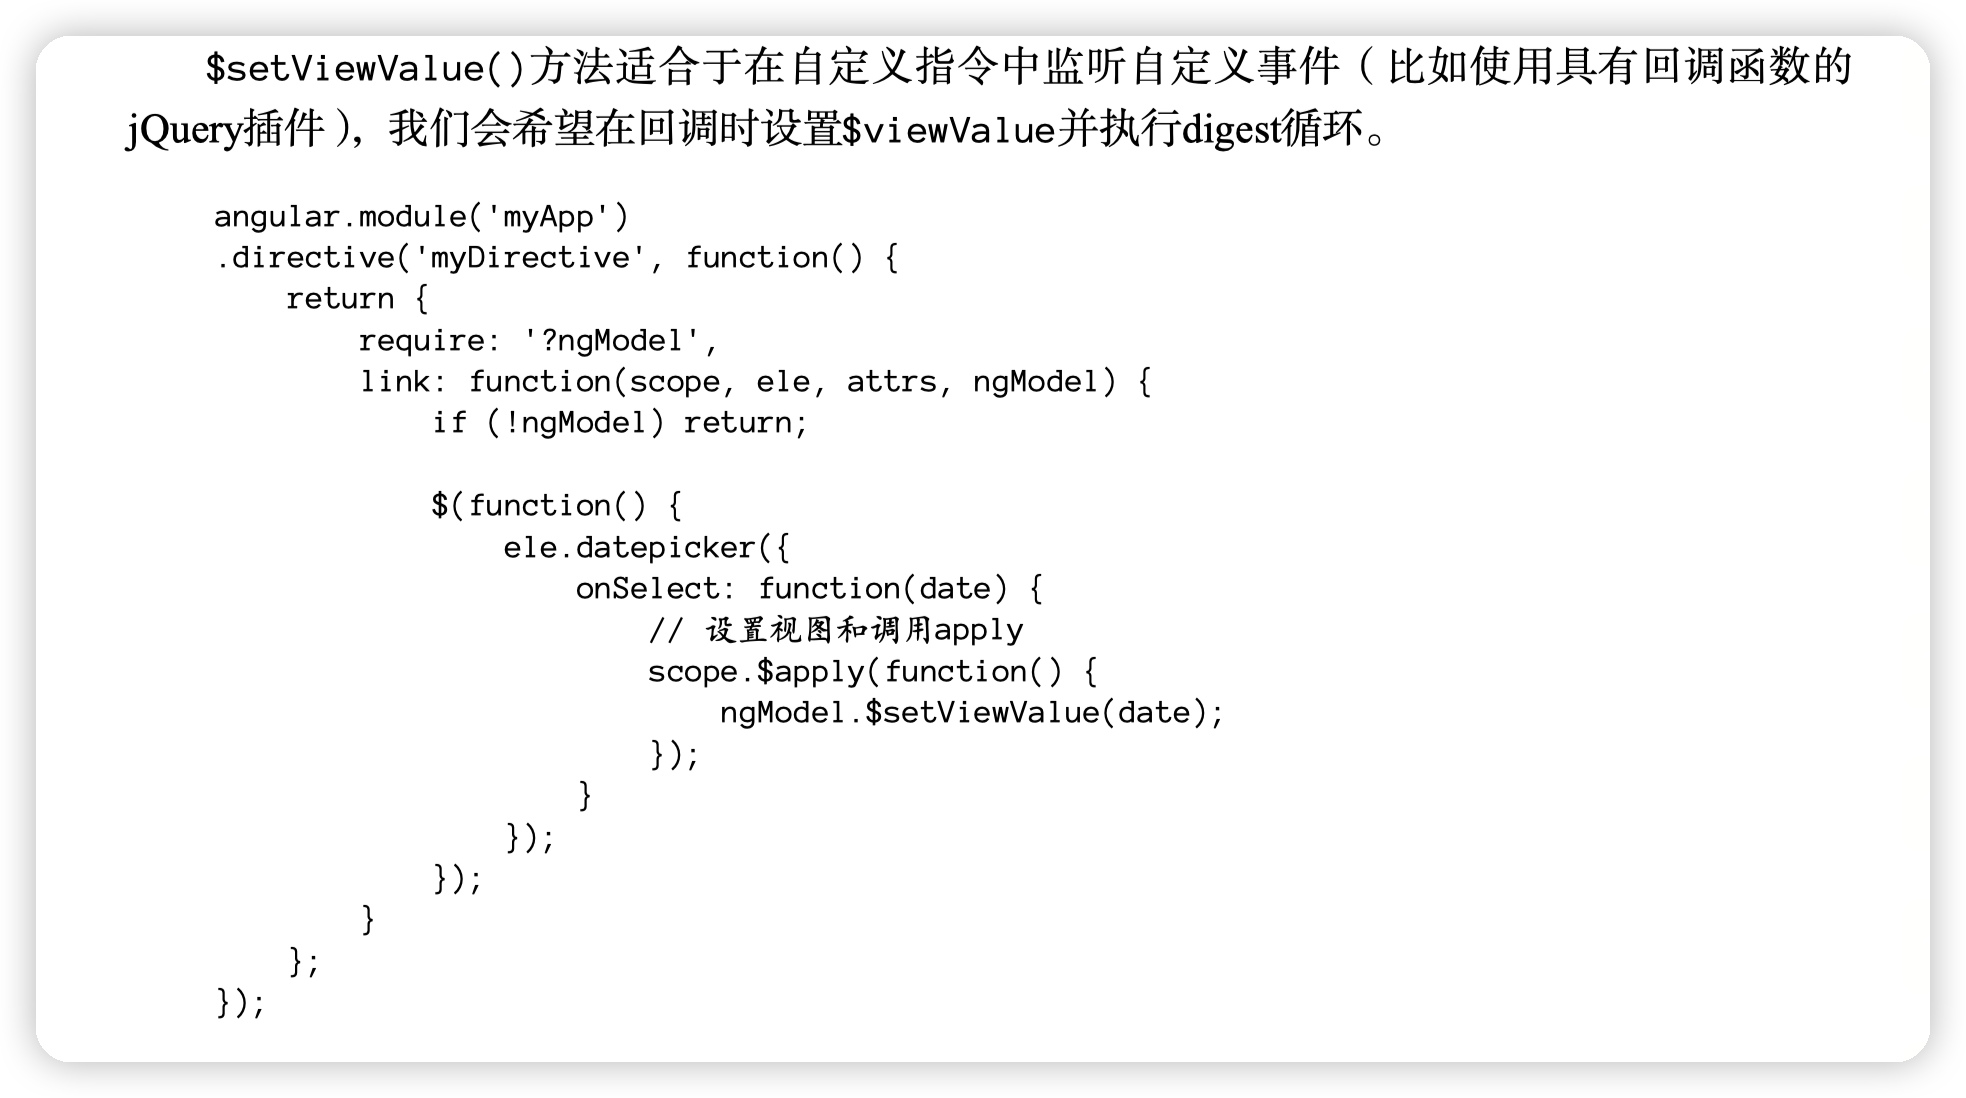 $setViewValue()方法适合于在自定义指令中监听自定义事件（比如使用具有回调函数的
jQuery插件），我们会希望在回调时设置$viewValue并执行digest循环。
angular.module('myApp')
.directive('myDirective', function() {
    return {
        require: '?ngModel',
        link: function(scope, ele, attrs, ngModel) {
            if (!ngModel) return;

            $(function() {
                ele.datepicker({
                    onSelect: function(date) {
                        // 设置视图和调用apply
                        scope.$apply(function() {
                            ngModel.$setViewValue(date);
                        });
                    }
                });
            });
        }
    };
});